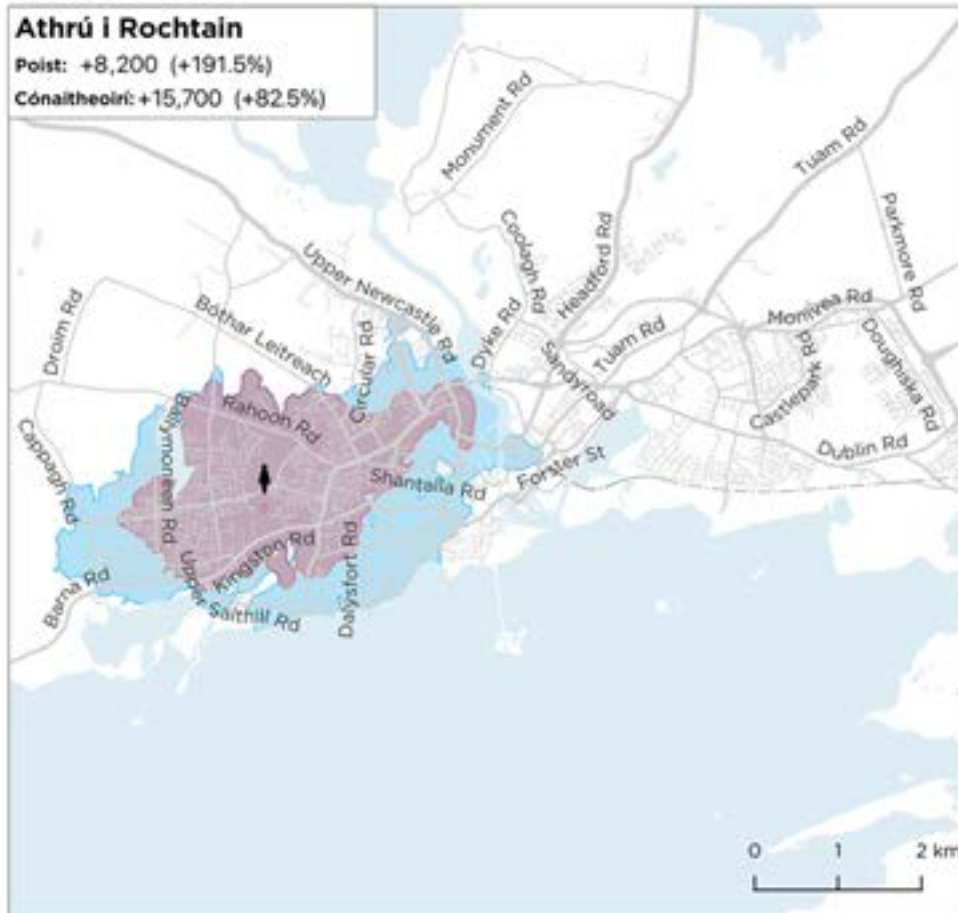 Athrú i Rochtain
Poist: +8,200 (+191.5%)
Cónaitheoirí: +15,700 (+82.5%)
Monument Rd
Tuam Rd
Parkmore Rd
Coolagh Rd
Headford Rd
Upper Newcastle Rd
Droim Rd
Bóthar Leitreach
Circular Rd
Dyke Rd
Sandyroad
Tuam Rd
Monivea Rd
Castlepark Rd
Doughiska Rd
Dublin Rd
Rahoon Rd
Ballymoneen Rd
Cappagh Rd
Shantalla Rd
Forster St
Kingston Rd
Dalysfort Rd
Upper Salthill Rd
Barna Rd
0 1 2 km